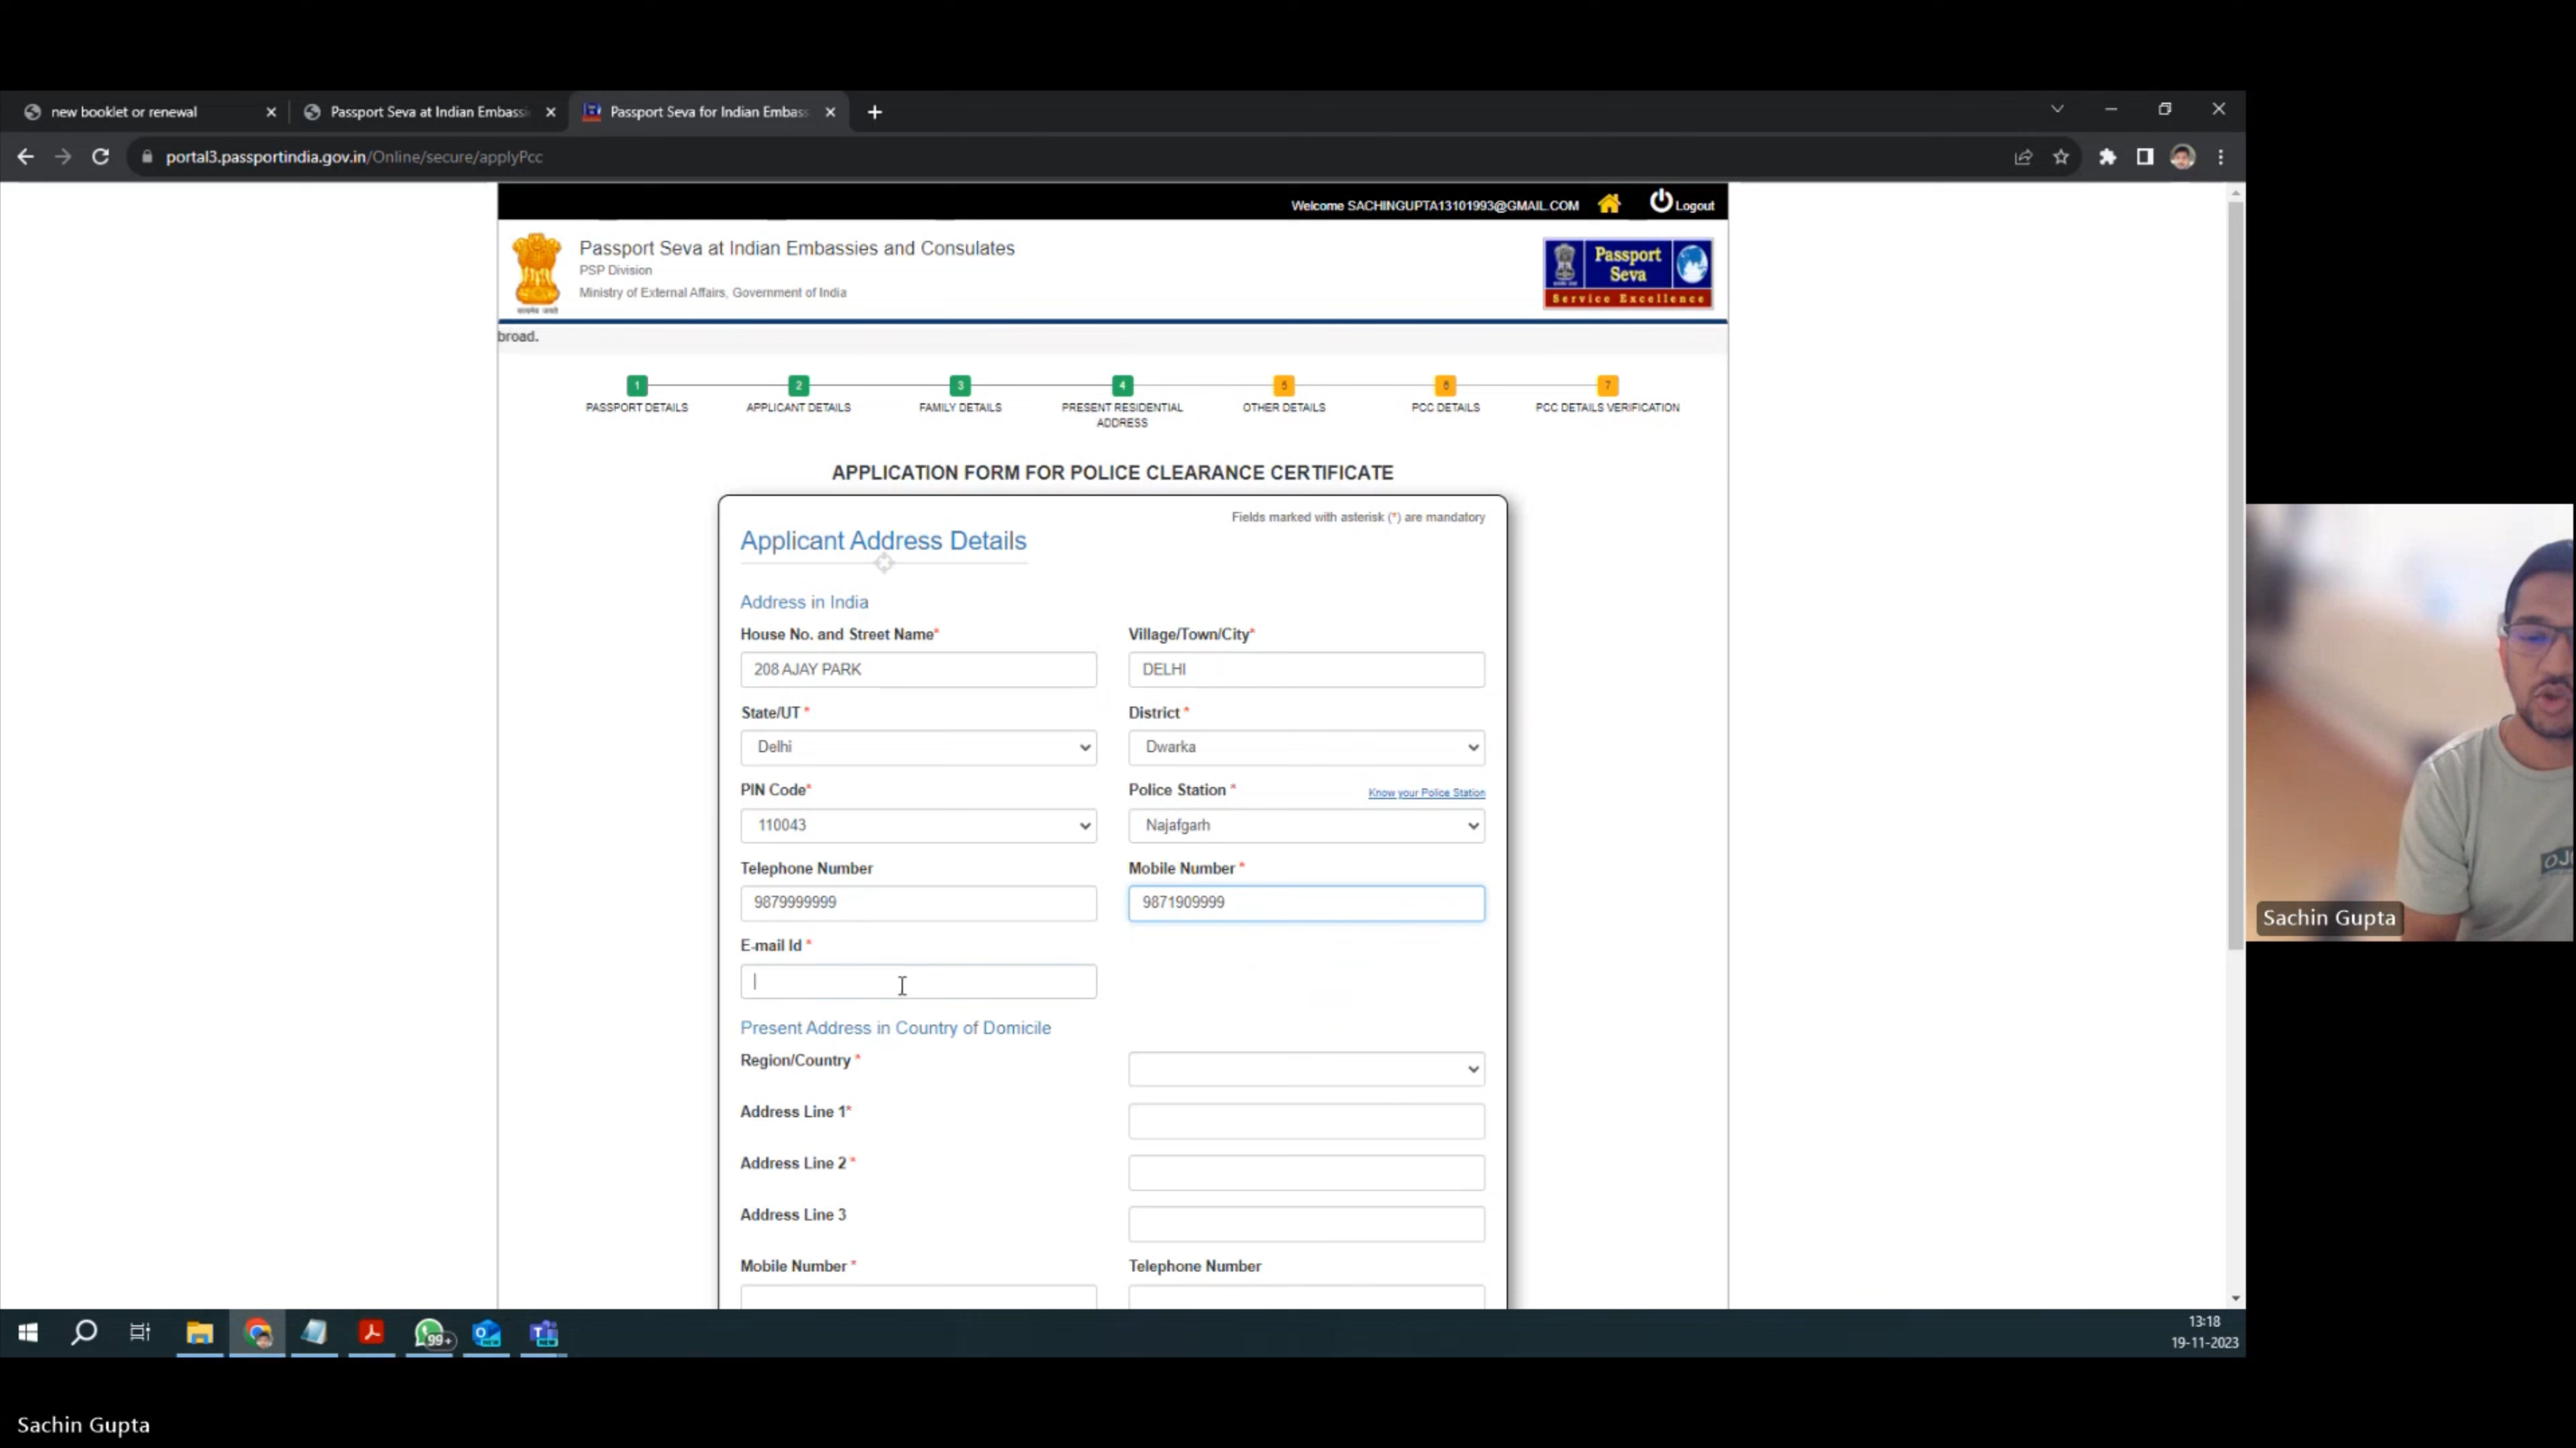 new booklet or renewal
Passport Seva at Indian Embassi
Passport Seva for Indian Embass
portal3.passportindia.gov.in/Online/secure/applyPcc
Welcome SACHINGUPTA13101993@GMAIL.COM Logout
Passport Seva at Indian Embassies and Consulates
PSP Division
Ministry of External Affairs, Government of India
सत्यमेव जयते
Passport Seva
Service Excellence
broad.
1 2 3 4 5 6 7
PASSPORT DETAILS APPLICANT DETAILS FAMILY DETAILS PRESENT RESIDENTIAL ADDRESS OTHER DETAILS PCC DETAILS PCC DETAILS VERIFICATION
APPLICATION FORM FOR POLICE CLEARANCE CERTIFICATE
Fields marked with asterisk (*) are mandatory
Applicant Address Details
Address in India
House No. and Street Name* Village/Town/City*
208 AJAY PARK DELHI
State/UT * District *
Delhi Dwarka
PIN Code* Police Station * Know your Police Station
110043 Najafgarh
Telephone Number Mobile Number *
9879999999 9871909999
E-mail Id *
Present Address in Country of Domicile
Region/Country *
Address Line 1*
Address Line 2 *
Address Line 3
Mobile Number * Telephone Number
OJO
Sachin Gupta
99+
13:18
19-11-2023
Sachin Gupta